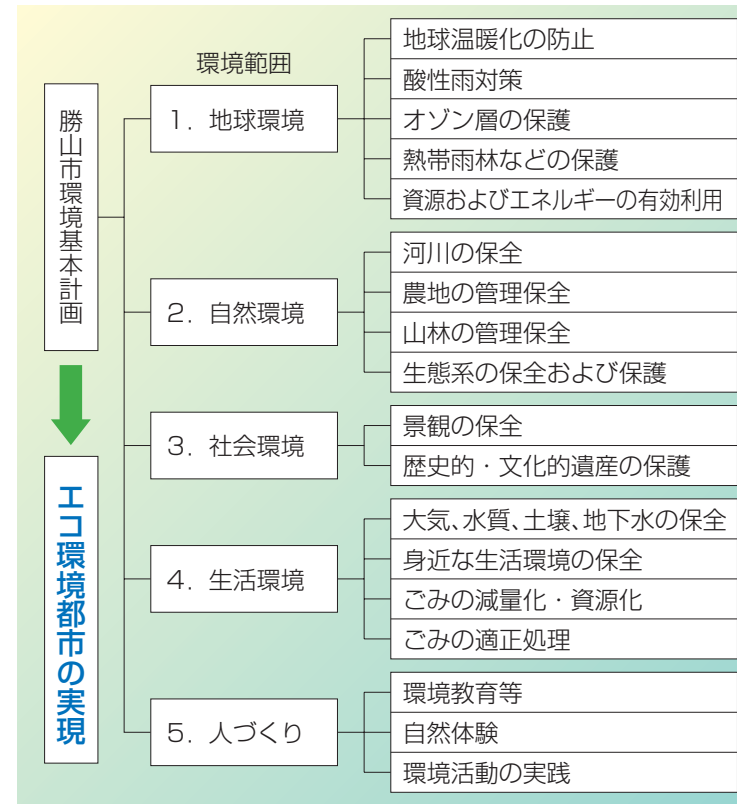 勝山市環境基本計画
エコ環境都市の実現
環境範囲
1．地球環境
地球温暖化の防止
酸性雨対策
オゾン層の保護
熱帯雨林などの保護
資源およびエネルギーの有効利用
2．自然環境
河川の保全
農地の管理保全
山林の管理保全
生態系の保全および保護
3．社会環境
景観の保全
歴史的・文化的遺産の保護
4．生活環境
大気、水質、土壌、地下水の保全
身近な生活環境の保全
ごみの減量化・資源化
ごみの適正処理
5．人づくり
環境教育等
自然体験
環境活動の実践